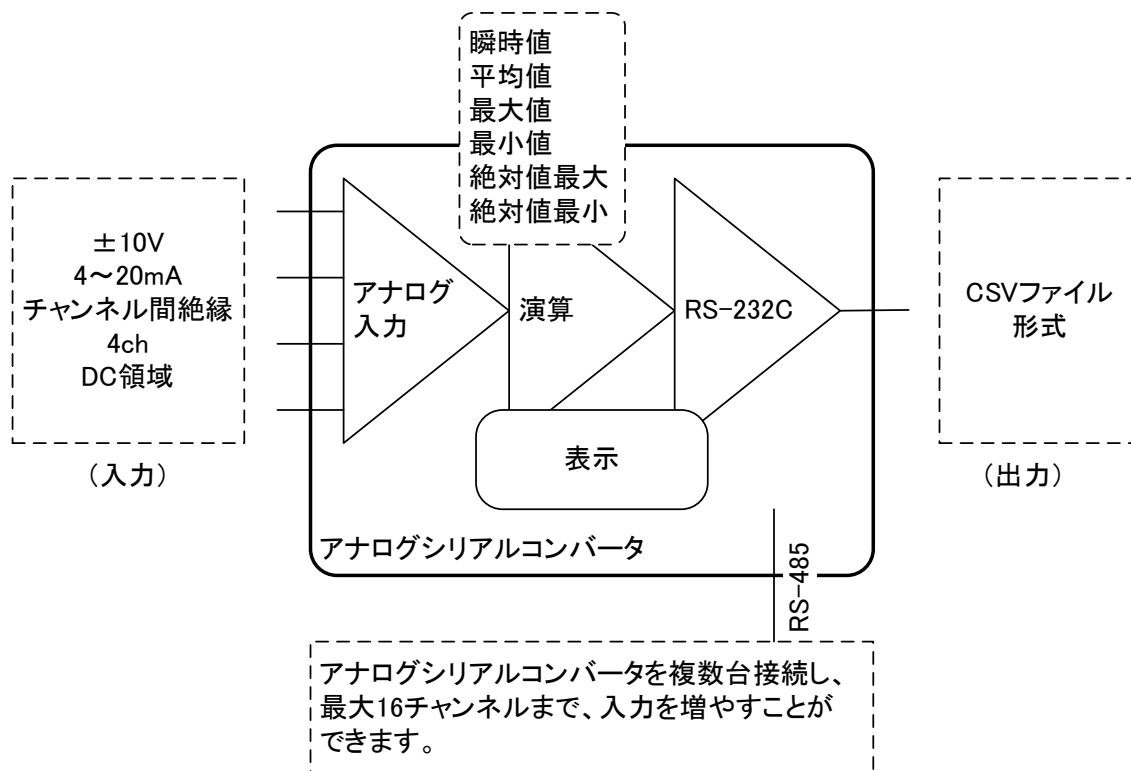 瞬時値
平均値
最大値
最小値
絶対値最大
絶対値最小
±10V
4～20mA
チャンネル間絶縁
4ch
DC領域
（入力）
アナログ
入力
演算
RS-232C
表示
アナログシリアルコンバータ
CSVファイル
形式
（出力）
RS-485
アナログシリアルコンバータを複数台接続し、
最大16チャンネルまで、入力を増やすことが
できます。